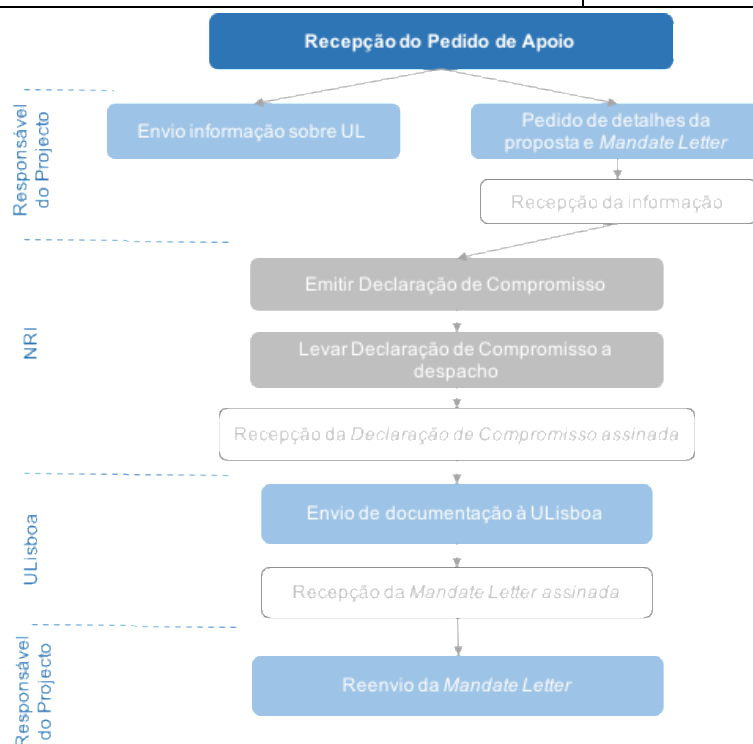 Recepção do Pedido de Apoio
Responsável
do Projecto
Envio informação sobre UL
Pedido de detalhes da
proposta e Mandate Letter
Recepção da informação
NRI
Emitir Declaração de Compromisso
Levar Declaração de Compromisso a
despacho
Recepção da Declaração de Compromisso assinada
ULisboa
Envio de documentação à ULisboa
Recepção da Mandate Letter assinada
Responsável
do Projecto
Reenvio da Mandate Letter